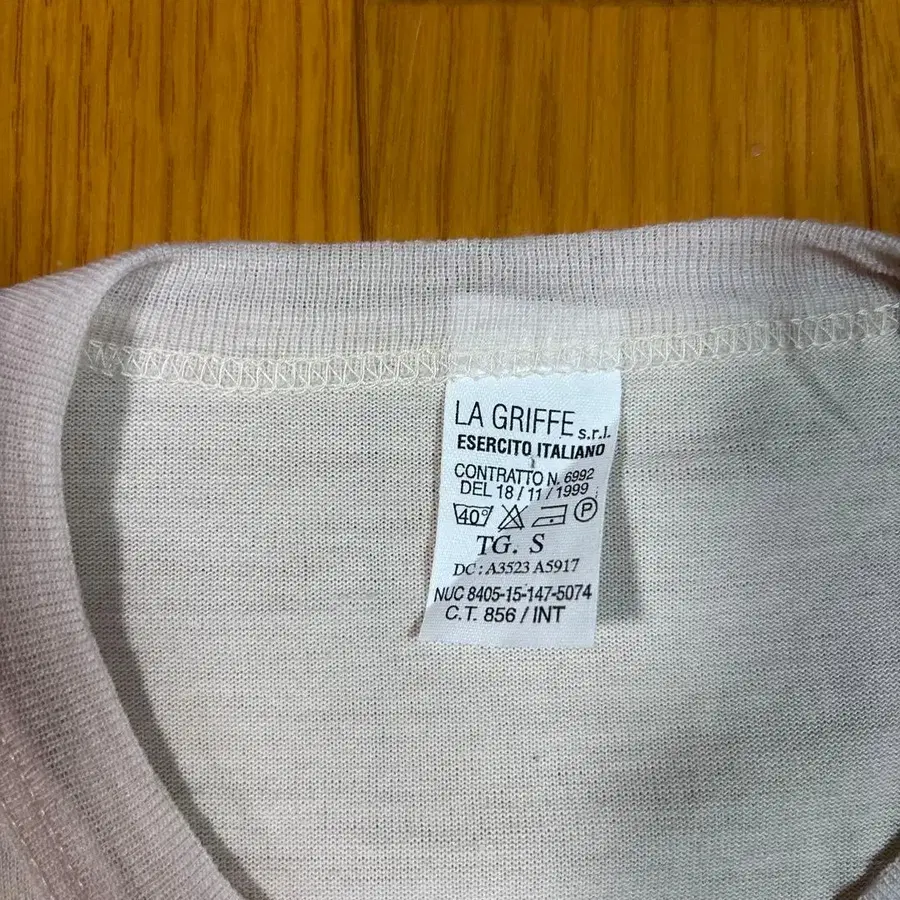 LA GRIFFE s.r.l.
ESERCITO ITALIANO
CONTRATTO N. 6992
DEL 18/11/1999
40° P
TG. S
DC: A3523 A5917
NUC 8405-15-147-5074
C.T. 856/INT